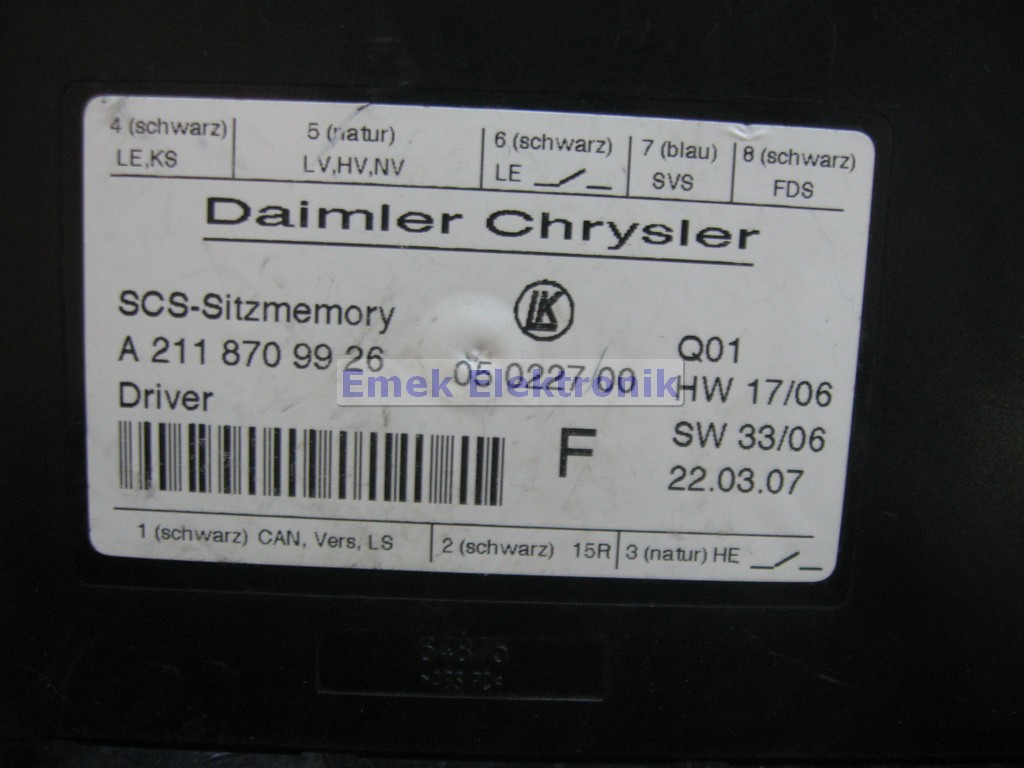 4 (schwarz) 5 (natur) 6 (schwarz) 7 (blau) 8 (schwarz)
LE,KS LV,HV,NV LE SVS FDS
Daimler Chrysler
SCS-Sitzmemory LK Q01
A 211 870 99 26 05 0227/00 HW 17/06
Emek Elektronik
Driver F SW 33/06
22.03.07
1 (schwarz) CAN, Vers, LS 2 (schwarz) 15R 3 (natur) HE